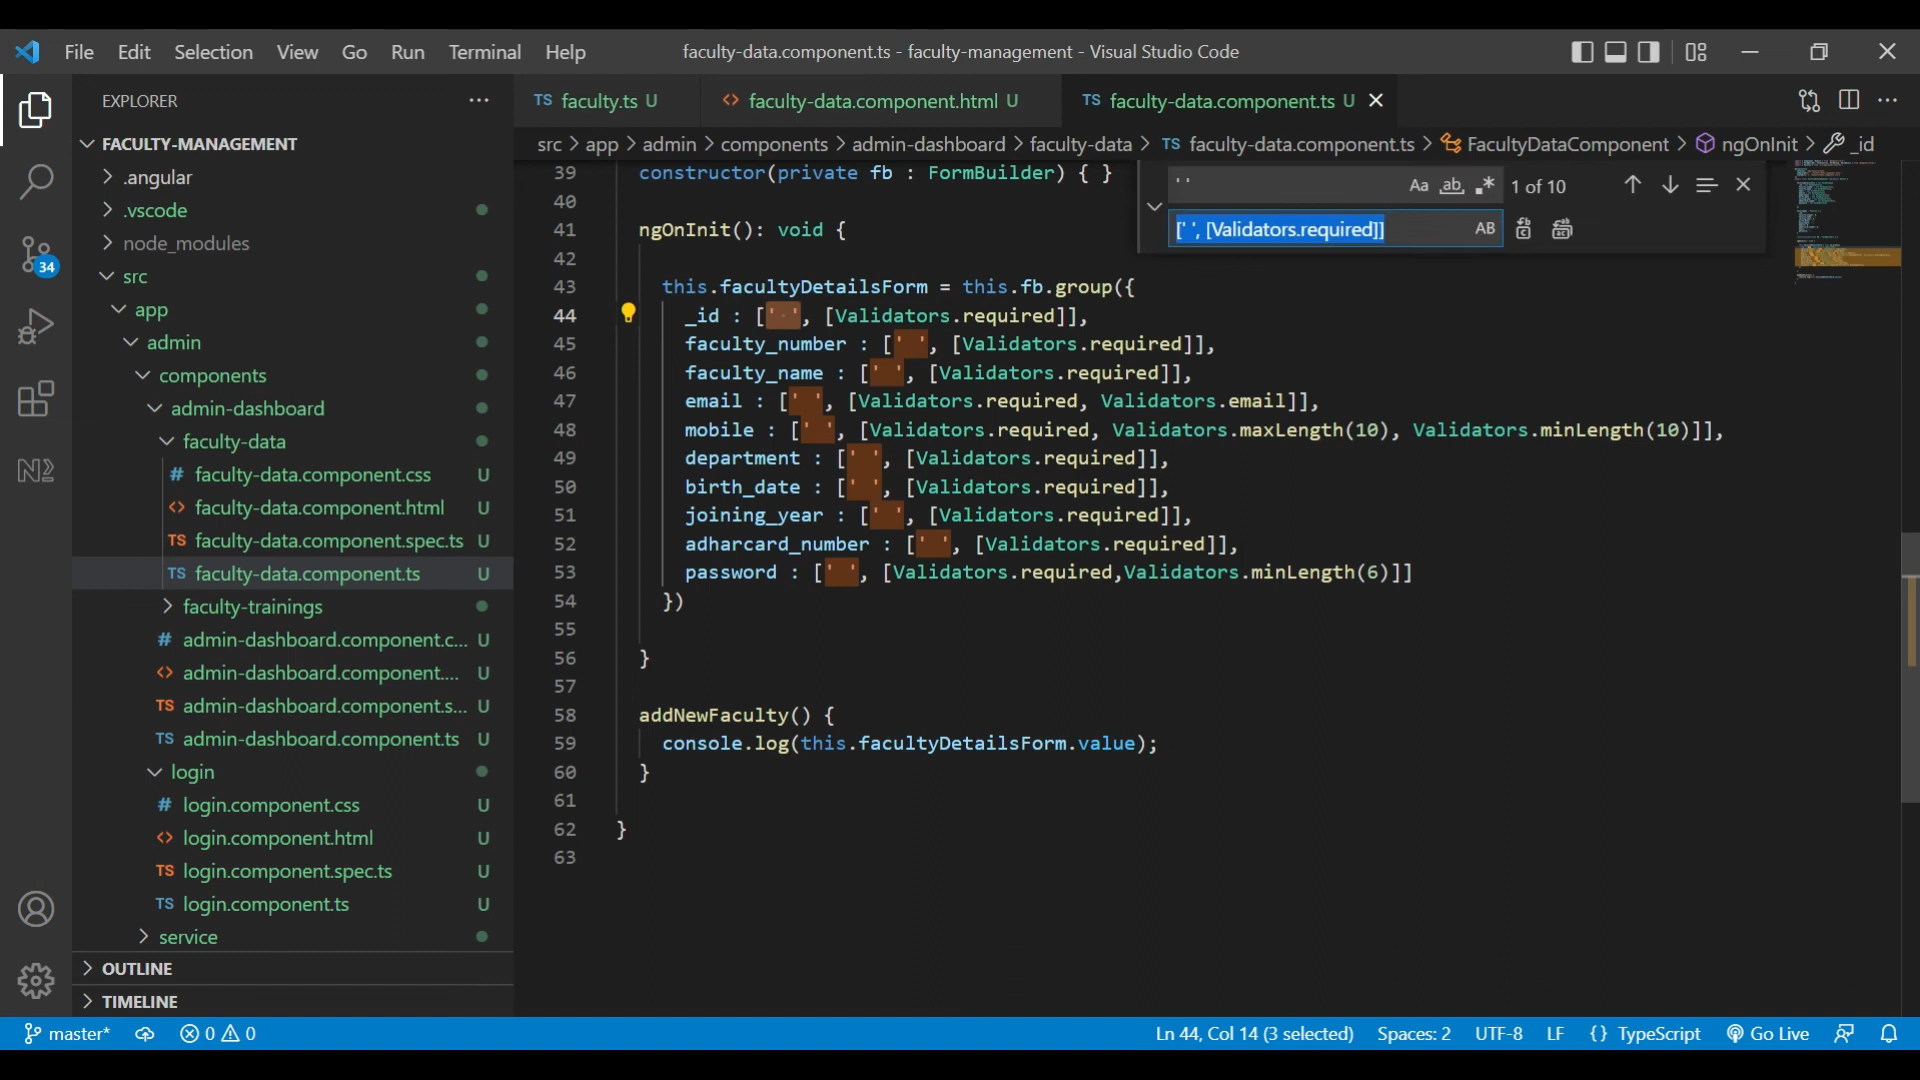 File Edit Selection View Go Run Terminal Help
faculty-data.component.ts - faculty-management - Visual Studio Code
EXPLORER
FACULTY-MANAGEMENT
.angular
.vscode
node_modules
src
app
admin
components
admin-dashboard
faculty-data
# faculty-data.component.css U
<> faculty-data.component.html U
TS faculty-data.component.spec.ts U
TS faculty-data.component.ts U
faculty-trainings
# admin-dashboard.component.c... U
<> admin-dashboard.component.... U
TS admin-dashboard.component.s... U
TS admin-dashboard.component.ts U
login
# login.component.css U
<> login.component.html U
TS login.component.spec.ts U
TS login.component.ts U
service
OUTLINE
TIMELINE
34
TS faculty.ts U
<> faculty-data.component.html U
TS faculty-data.component.ts U
src > app > admin > components > admin-dashboard > faculty-data > TS faculty-data.component.ts > FacultyDataComponent > ngOnInit > _id
' ' Aa ab 1 of 10
[' ', [Validators.required]] AB
39 constructor(private fb : FormBuilder) { }
40
41 ngOnInit(): void {
42
43 this.facultyDetailsForm = this.fb.group({
44 _id : [' ', [Validators.required]],
45 faculty_number : [' ', [Validators.required]],
46 faculty_name : [' ', [Validators.required]],
47 email : [' ', [Validators.required, Validators.email]],
48 mobile : [' ', [Validators.required, Validators.maxLength(10), Validators.minLength(10)]],
49 department : [' ', [Validators.required]],
50 birth_date : [' ', [Validators.required]],
51 joining_year : [' ', [Validators.required]],
52 adharcard_number : [' ', [Validators.required]],
53 password : [' ', [Validators.required,Validators.minLength(6)]]
54 })
55
56 }
57
58 addNewFaculty() {
59 console.log(this.facultyDetailsForm.value);
60 }
61
62 }
63
master* 0 0
Ln 44, Col 14 (3 selected) Spaces: 2 UTF-8 LF {} TypeScript Go Live